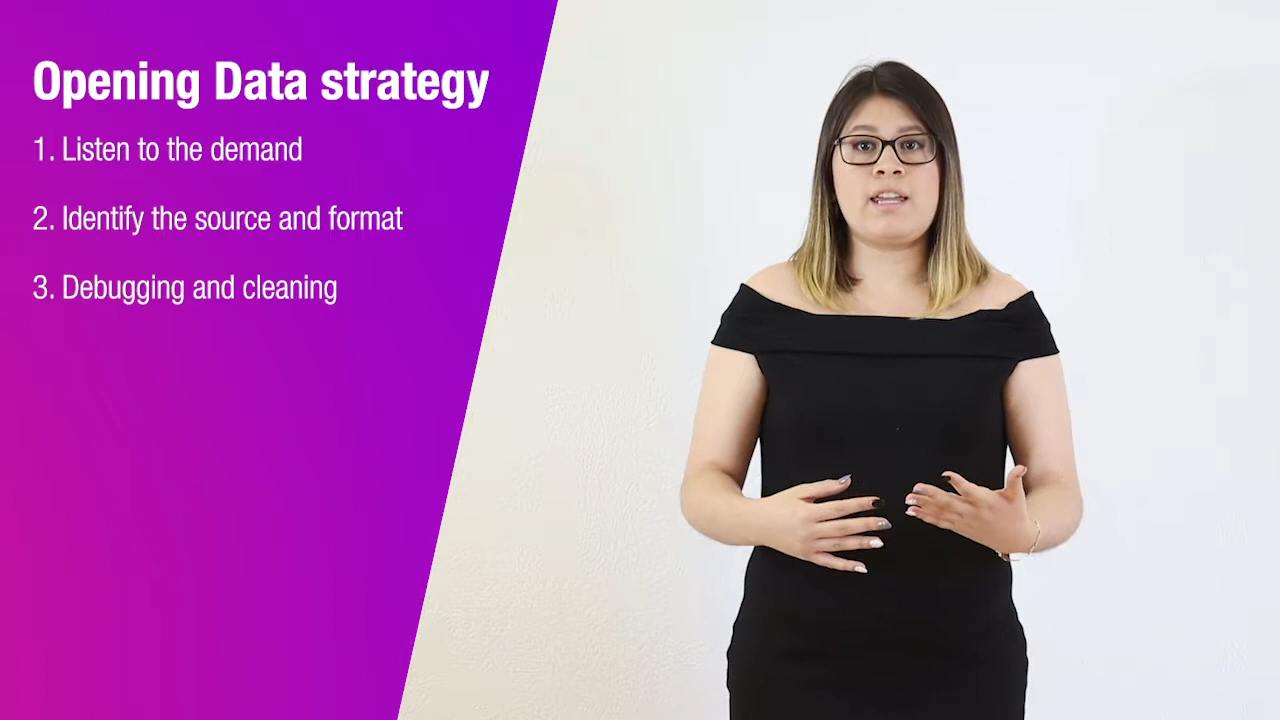 Opening Data strategy
1. Listen to the demand
2. Identify the source and format
3. Debugging and cleaning